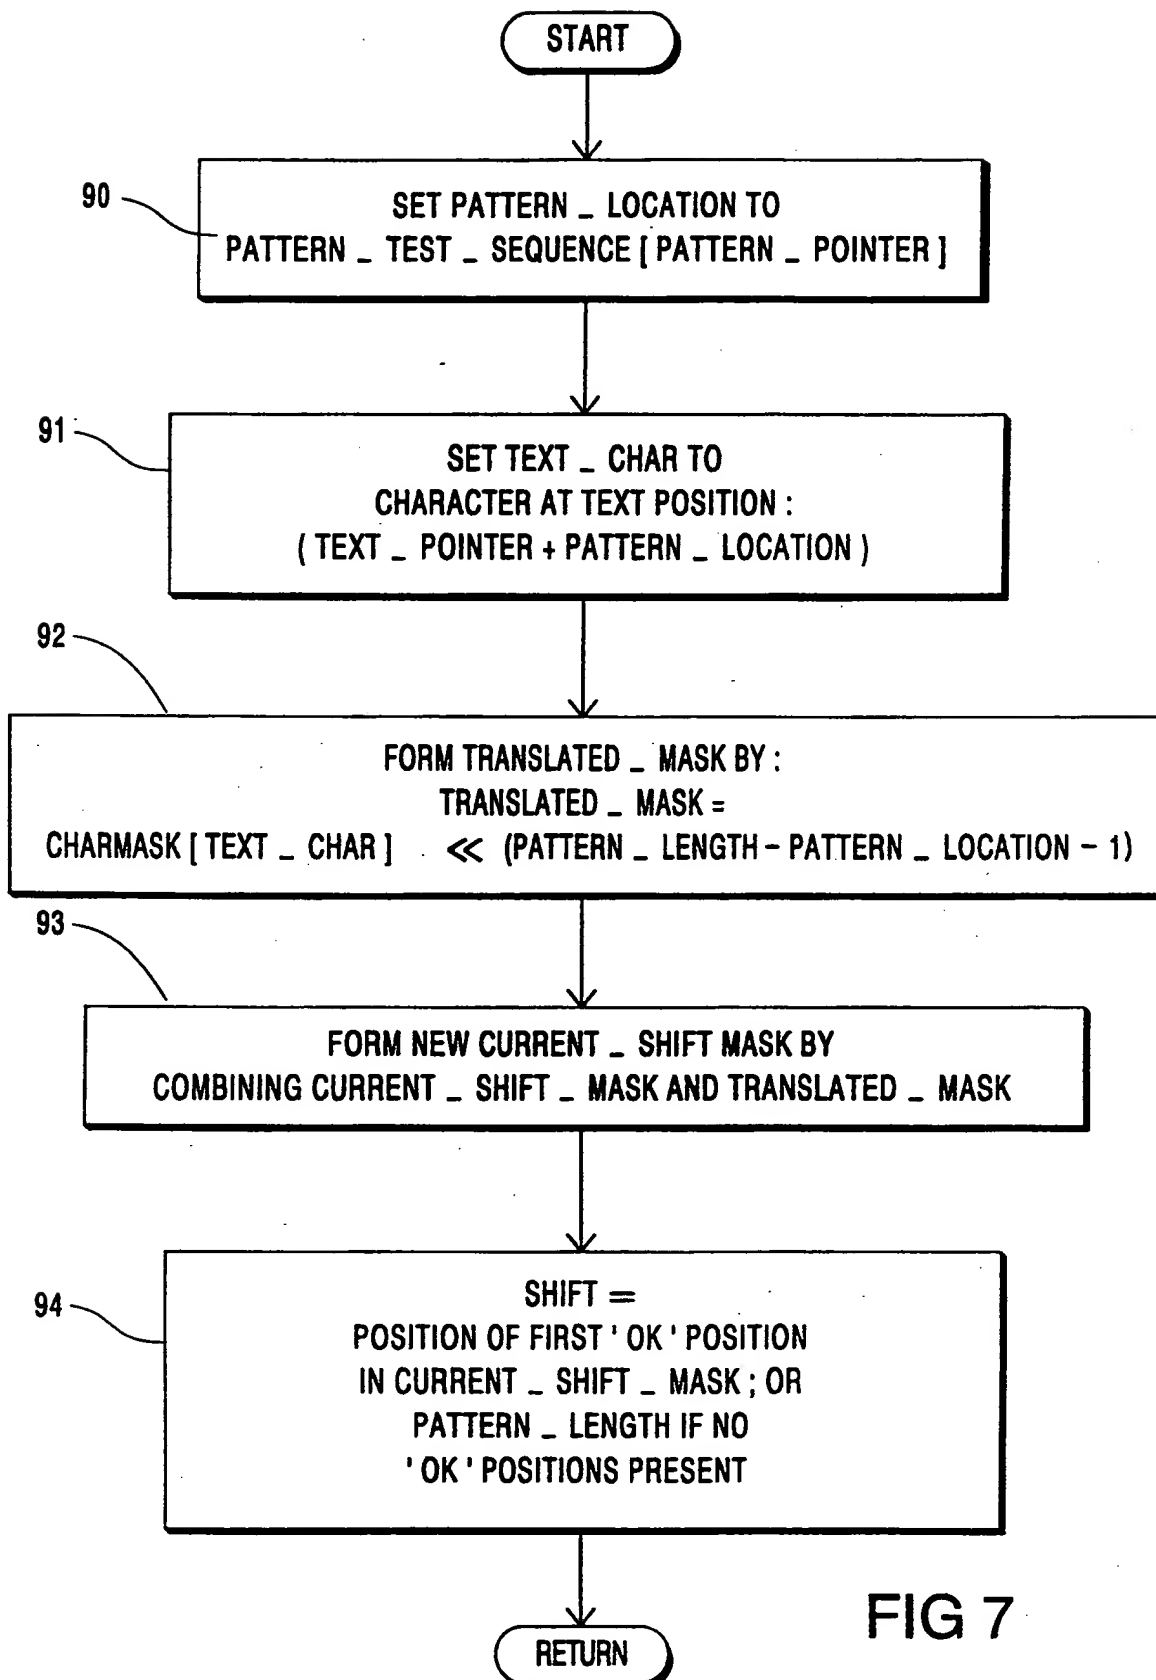 START
90
SET PATTERN _ LOCATION TO
PATTERN _ TEST _ SEQUENCE [ PATTERN _ POINTER ]
91
SET TEXT _ CHAR TO
CHARACTER AT TEXT POSITION :
( TEXT _ POINTER + PATTERN _ LOCATION )
92
FORM TRANSLATED _ MASK BY :
TRANSLATED _ MASK =
CHARMASK [ TEXT _ CHAR ] << (PATTERN _ LENGTH - PATTERN _ LOCATION - 1)
93
FORM NEW CURRENT _ SHIFT MASK BY
COMBINING CURRENT _ SHIFT _ MASK AND TRANSLATED _ MASK
94
SHIFT =
POSITION OF FIRST ' OK ' POSITION
IN CURRENT _ SHIFT _ MASK ; OR
PATTERN _ LENGTH IF NO
' OK ' POSITIONS PRESENT
RETURN
FIG 7